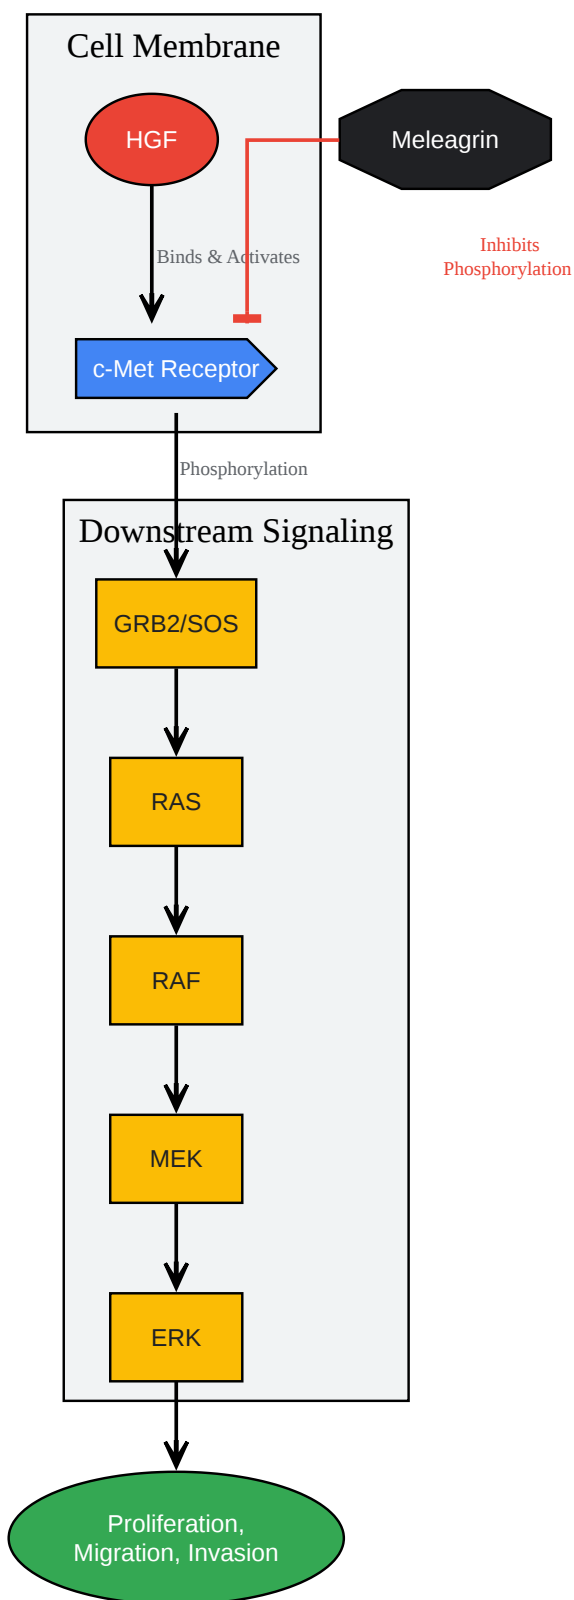 Cell Membrane
HGF
Meleagrin
Binds & Activates
Inhibits
Phosphorylation
c-Met Receptor
Phosphorylation
Downstream Signaling
GRB2/SOS
RAS
RAF
MEK
ERK
Proliferation,
Migration, Invasion